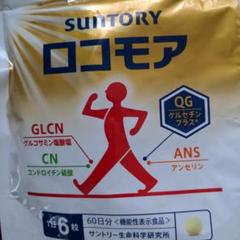 SUNTORY
ロコモア
QG
ケルセチン
プラス
GLCN
グルコサミン塩酸塩
CN
コンドロイチン硫酸
ANS
アンセリン
6粒
60日分<機能性表示食品>
サントリー生命科学研究所